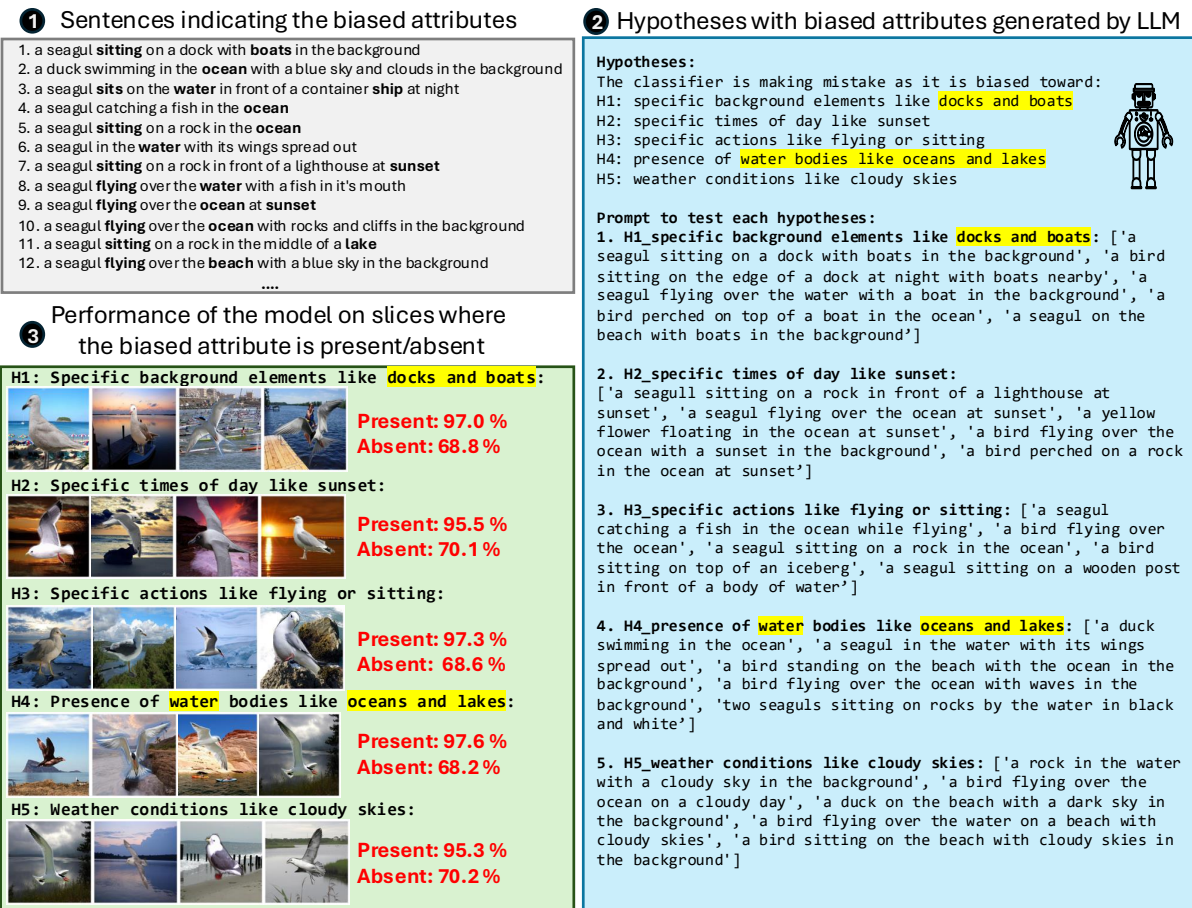 1 Sentences indicating the biased attributes
1. a seagul sitting on a dock with boats in the background
2. a duck swimming in the ocean with a blue sky and clouds in the background
3. a seagul sits on the water in front of a container ship at night
4. a seagul catching a fish in the ocean
5. a seagul sitting on a rock in the ocean
6. a seagul in the water with its wings spread out
7. a seagul sitting on a rock in front of a lighthouse at sunset
8. a seagul flying over the water with a fish in it's mouth
9. a seagul flying over the ocean at sunset
10. a seagul flying over the ocean with rocks and cliffs in the background
11. a seagul sitting on a rock in the middle of a lake
12. a seagul flying over the beach with a blue sky in the background
....
2 Hypotheses with biased attributes generated by LLM
Hypotheses:
The classifier is making mistake as it is biased toward:
H1: specific background elements like docks and boats
H2: specific times of day like sunset
H3: specific actions like flying or sitting
H4: presence of water bodies like oceans and lakes
H5: weather conditions like cloudy skies
Prompt to test each hypotheses:
1. H1_specific background elements like docks and boats: ['a
seagul sitting on a dock with boats in the background', 'a bird
sitting on the edge of a dock at night with boats nearby', 'a
seagul flying over the water with a boat in the background', 'a
bird perched on top of a boat in the ocean', 'a seagul on the
beach with boats in the background’]
2. H2_specific times of day like sunset:
['a seagull sitting on a rock in front of a lighthouse at
sunset', 'a seagul flying over the ocean at sunset', 'a yellow
flower floating in the ocean at sunset', 'a bird flying over the
ocean with a sunset in the background', 'a bird perched on a rock
in the ocean at sunset’]
3. H3_specific actions like flying or sitting: ['a seagul
catching a fish in the ocean while flying', 'a bird flying over
the ocean', 'a seagul sitting on a rock in the ocean', 'a bird
sitting on top of an iceberg', 'a seagul sitting on a wooden post
in front of a body of water’]
4. H4_presence of water bodies like oceans and lakes: ['a duck
swimming in the ocean', 'a seagul in the water with its wings
spread out', 'a bird standing on the beach with the ocean in the
background', 'a bird flying over the ocean with waves in the
background', 'two seaguls sitting on rocks by the water in black
and white’]
5. H5_weather conditions like cloudy skies: ['a rock in the water
with a cloudy sky in the background', 'a bird flying over the
ocean on a cloudy day', 'a duck on the beach with a dark sky in
the background', 'a bird flying over the water on a beach with
cloudy skies', 'a bird sitting on the beach with cloudy skies in
the background']
3 Performance of the model on slices where
the biased attribute is present/absent
H1: Specific background elements like docks and boats:
Present: 97.0 %
Absent: 68.8 %
H2: Specific times of day like sunset:
Present: 95.5 %
Absent: 70.1 %
H3: Specific actions like flying or sitting:
Present: 97.3 %
Absent: 68.6 %
H4: Presence of water bodies like oceans and lakes:
Present: 97.6 %
Absent: 68.2 %
H5: Weather conditions like cloudy skies:
Present: 95.3 %
Absent: 70.2 %